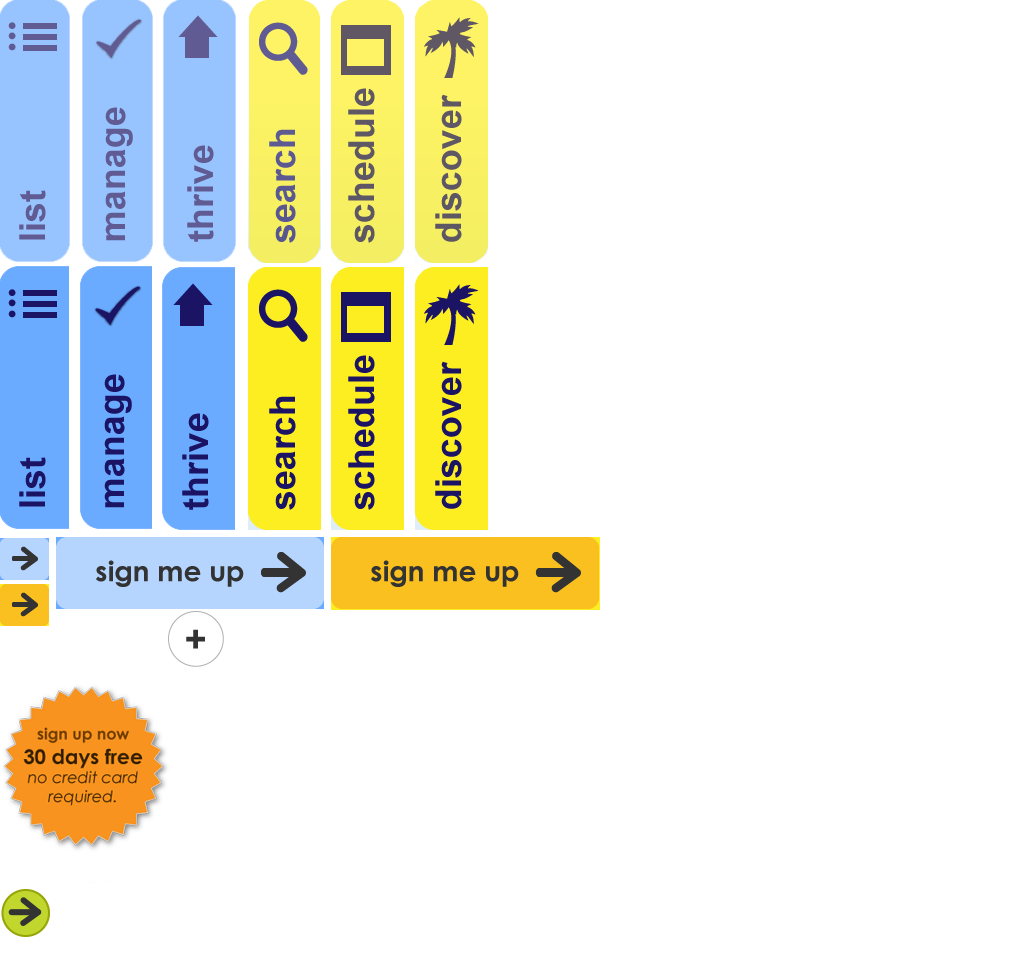 list
manage
thrive
search
schedule
discover
list
manage
thrive
search
schedule
discover
sign me up
sign me up
sign up now
30 days free
no credit card
required.